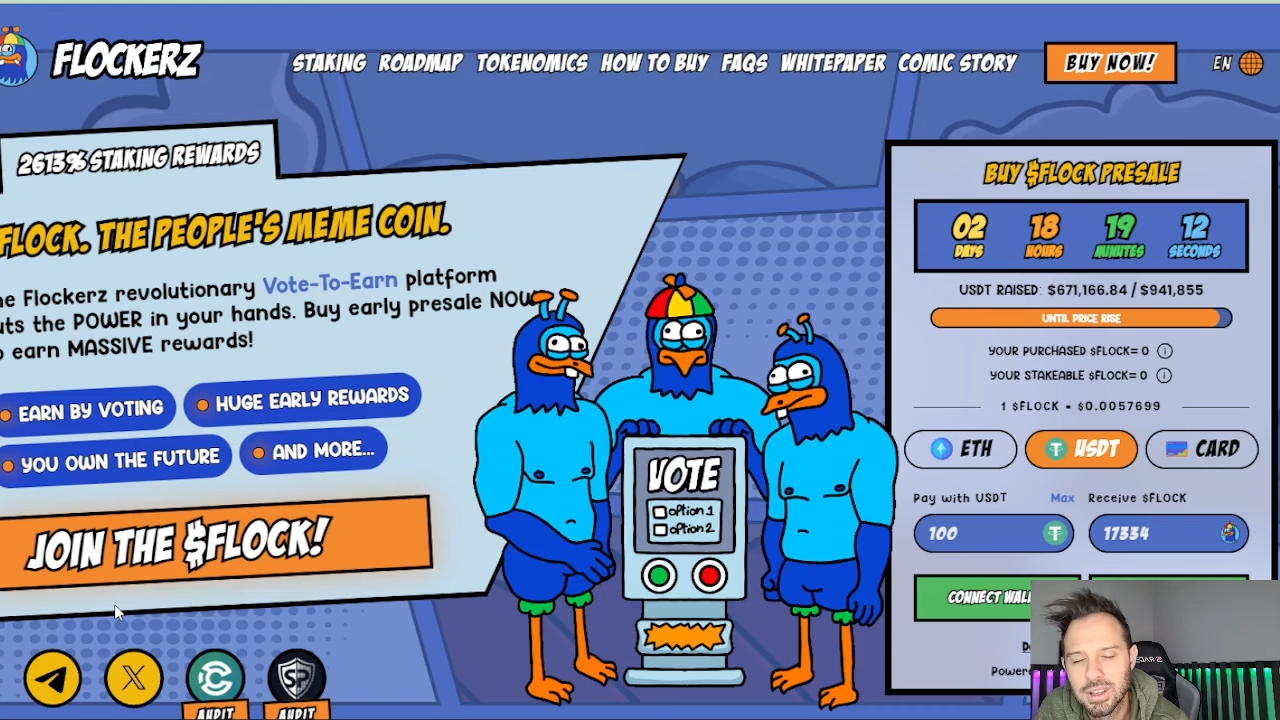 FLOCKERZ
STAKING ROADMAP TOKENOMICS HOW TO BUY FAQS WHITEPAPER COMIC STORY
BUY NOW!
EN
2613% STAKING REWARDS
FLOCK. THE PEOPLE'S MEME COIN.
Flockerz revolutionary Vote-To-Earn platform
the POWER in your hands. Buy early presale NOW
earn MASSIVE rewards!
EARN BY VOTING
HUGE EARLY REWARDS
YOU OWN THE FUTURE
AND MORE...
JOIN THE $FLOCK!
AUDIT
AUDIT
VOTE
option 1
option 2
BUY $FLOCK PRESALE
02 18 19 12
DAYS HOURS MINUTES SECONDS
USDT RAISED: $671,166.84 / $941,855
UNTIL PRICE RISE
YOUR PURCHASED $FLOCK= 0
YOUR STAKEABLE $FLOCK= 0
1 $FLOCK = $0.0057699
ETH USDT CARD
Pay with USDT Max Receive $FLOCK
100 17334
CONNECT